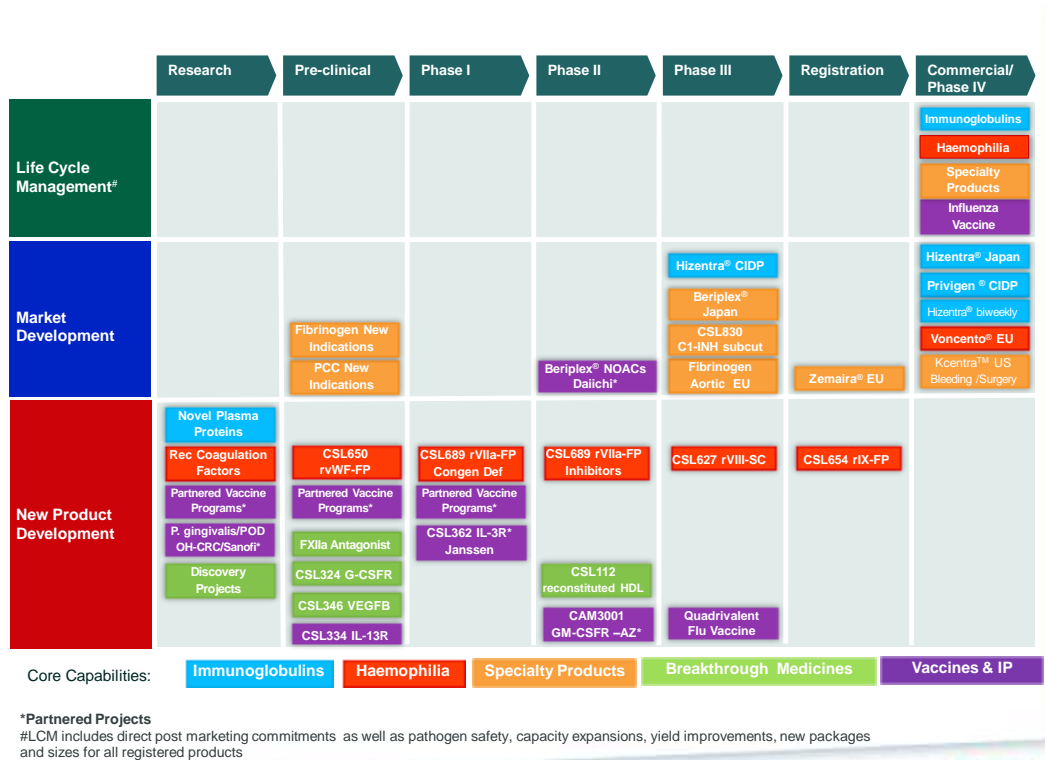 Research
Pre-clinical
Phase I
Phase II
Phase III
Registration
Commercial/
Phase IV
Life Cycle
Management#
Immunoglobulins
Haemophilia
Specialty
Products
Influenza
Vaccine
Market
Development
Fibrinogen New
Indications
PCC New
Indications
Beriplex® NOACs
Daiichi*
Hizentra® CIDP
Beriplex®
Japan
CSL830
C1-INH subcut
Fibrinogen
Aortic EU
Zemaira® EU
Hizentra® Japan
Privigen ® CIDP
Hizentra® biweekly
Voncento® EU
Kcentra™ US
Bleeding /Surgery
New Product
Development
Novel Plasma
Proteins
Rec Coagulation
Factors
Partnered Vaccine
Programs*
P. gingivalis/POD
OH-CRC/Sanofi*
Discovery
Projects
CSL650
rvWF-FP
Partnered Vaccine
Programs*
FXIIa Antagonist
CSL324 G-CSFR
CSL346 VEGFB
CSL334 IL-13R
CSL689 rVIIa-FP
Congen Def
Partnered Vaccine
Programs*
CSL362 IL-3R*
Janssen
CSL689 rVIIa-FP
Inhibitors
CSL112
reconstituted HDL
CAM3001
GM-CSFR –AZ*
CSL627 rVIII-SC
Quadrivalent
Flu Vaccine
CSL654 rIX-FP
Core Capabilities:
Immunoglobulins
Haemophilia
Specialty Products
Breakthrough Medicines
Vaccines & IP
*Partnered Projects
#LCM includes direct post marketing commitments as well as pathogen safety, capacity expansions, yield improvements, new packages
and sizes for all registered products